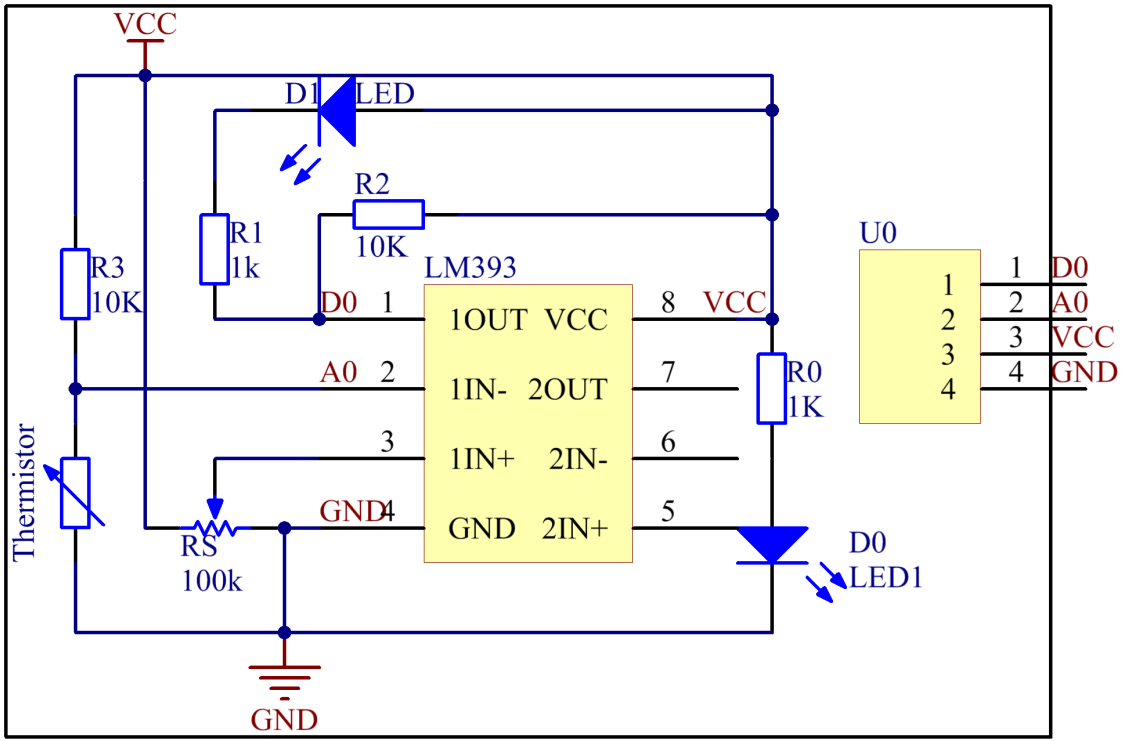 VCC
D1 LED
R2
10K
R1
1k
R3
10K
LM393
D0 1 1OUT VCC 8 VCC
A0 2 1IN- 2OUT 7
3 1IN+ 2IN- 6
GND 4 GND 2IN+ 5
R0
1K
Thermistor
RS
100k
D0
LED1
GND
U0
1 1 D0
2 2 A0
3 3 VCC
4 4 GND